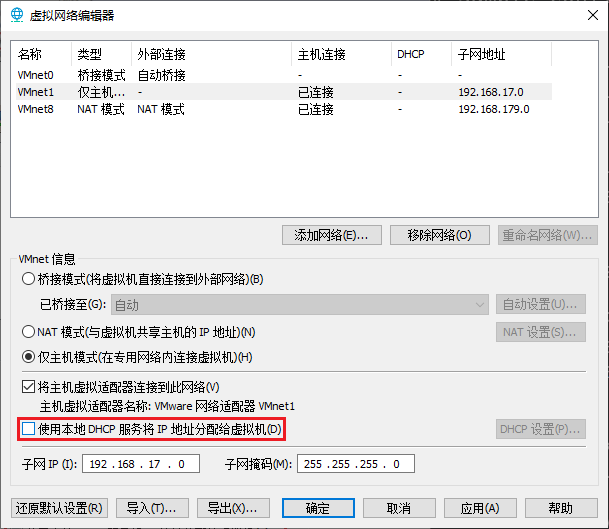 虚拟网络编辑器
名称 类型 外部连接 主机连接 DHCP 子网地址
VMnet0 桥接模式 自动桥接 - - -
VMnet1 仅主机... - 已连接 - 192.168.17.0
VMnet8 NAT 模式 NAT 模式 已连接 - 192.168.179.0
添加网络(E)... 移除网络(O) 重命名网络(W)...
VMnet 信息
桥接模式(将虚拟机直接连接到外部网络)(B)
已桥接至(G): 自动 自动设置(U)...
NAT 模式(与虚拟机共享主机的 IP 地址)(N) NAT 设置(S)...
仅主机模式(在专用网络内连接虚拟机)(H)
将主机虚拟适配器连接到此网络(V)
主机虚拟适配器名称: VMware 网络适配器 VMnet1
使用本地 DHCP 服务将 IP 地址分配给虚拟机(D) DHCP 设置(P)...
子网 IP (I): 192 . 168 . 17 . 0 子网掩码(M): 255 . 255 . 255 . 0
还原默认设置(R) 导入(T)... 导出(X)... 确定 取消 应用(A) 帮助